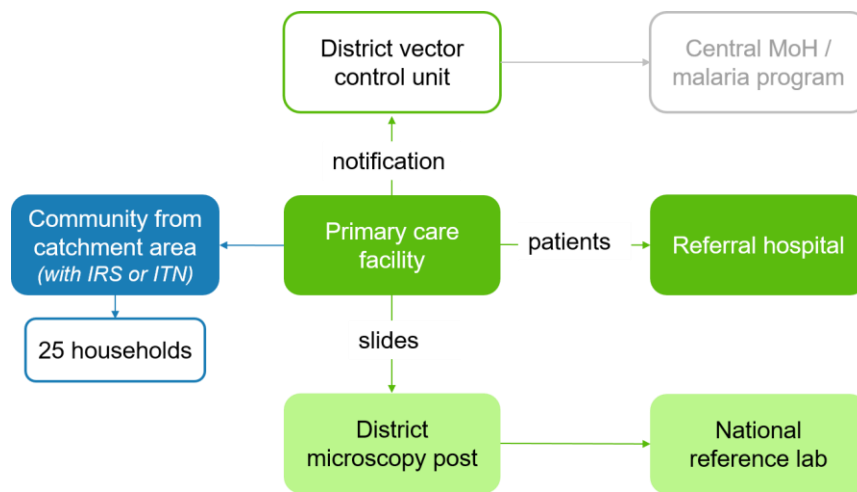 District vector
control unit
Central MoH /
malaria program
notification
Community from
catchment area
(with IRS or ITN)
Primary care
facility
patients
Referral hospital
25 households
slides
District
microscopy post
National
reference lab